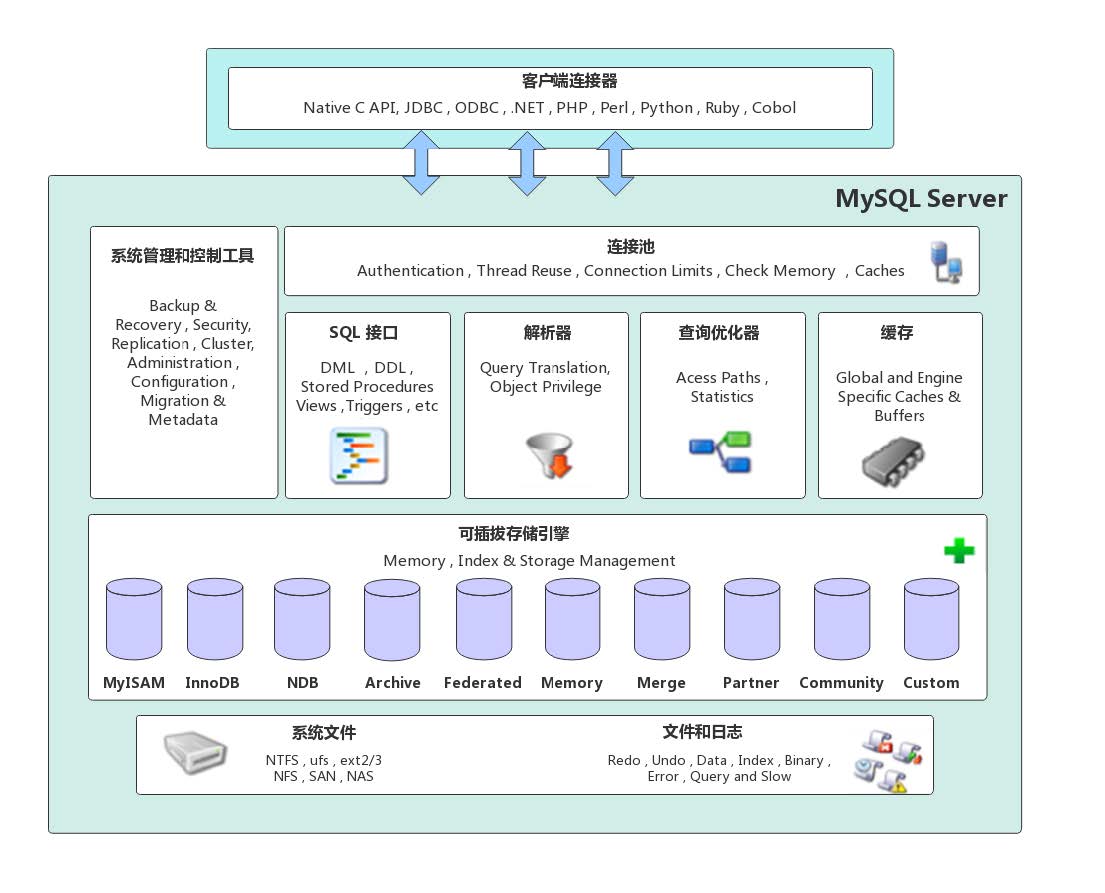 客户端连接器
Native C API, JDBC , ODBC , .NET , PHP , Perl , Python , Ruby , Cobol
MySQL Server
系统管理和控制工具
Backup &
Recovery , Security,
Replication , Cluster,
Administration ,
Configuration ,
Migration &
Metadata
连接池
Authentication , Thread Reuse , Connection Limits , Check Memory , Caches
SQL 接口
DML , DDL ,
Stored Procedures
Views ,Triggers , etc
解析器
Query Translation,
Object Privilege
查询优化器
Acess Paths ,
Statistics
缓存
Global and Engine
Specific Caches &
Buffers
可插拔存储引擎
Memory , Index & Storage Management
MyISAM
InnoDB
NDB
Archive
Federated
Memory
Merge
Partner
Community
Custom
系统文件
NTFS , ufs , ext2/3
NFS , SAN , NAS
文件和日志
Redo , Undo , Data , Index , Binary ,
Error , Query and Slow